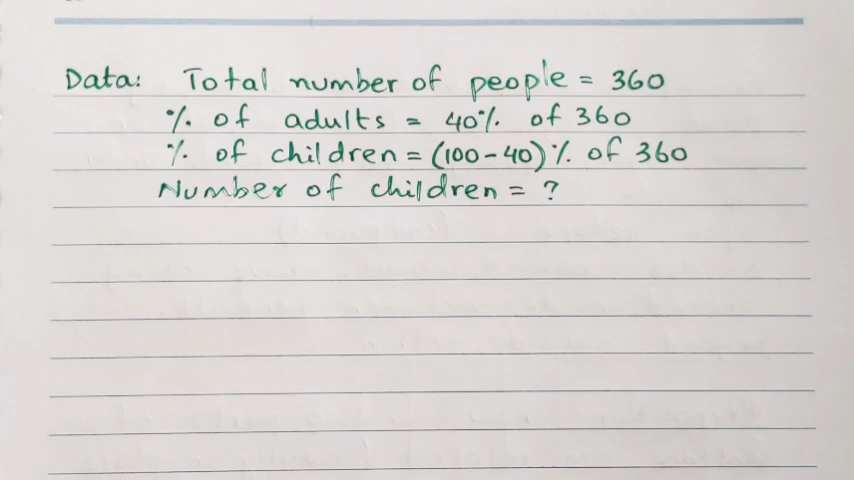 Data: Total number of people = 360
% of adults = 40% of 360
% of children = (100-40)% of 360
Number of children = ?